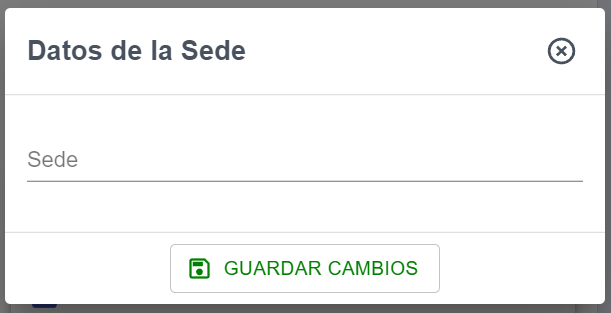 Datos de la Sede
Sede
GUARDAR CAMBIOS